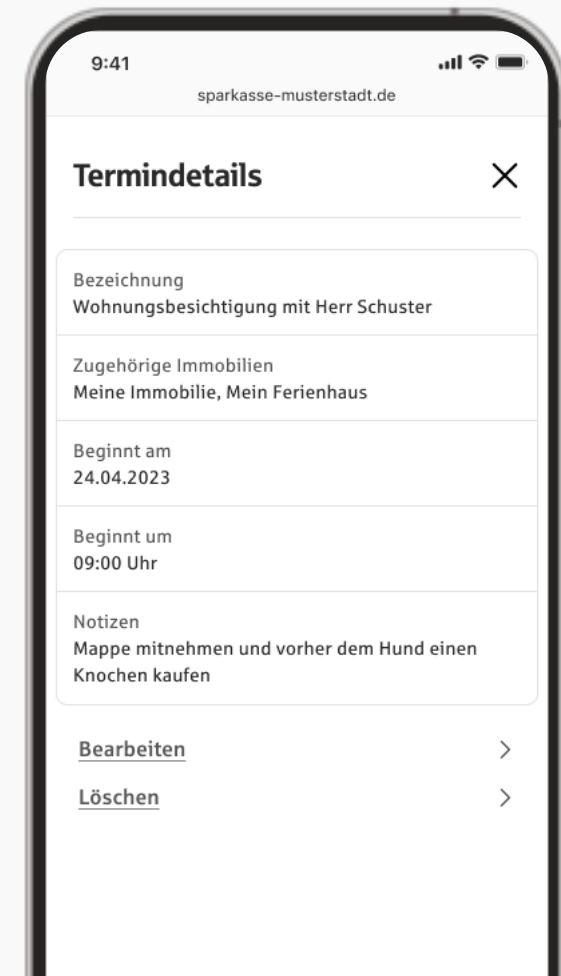 9:41
sparkasse-musterstadt.de
Termindetails
Bezeichnung
Wohnungsbesichtigung mit Herr Schuster
Zugehörige Immobilien
Meine Immobilie, Mein Ferienhaus
Beginnt am
24.04.2023
Beginnt um
09:00 Uhr
Notizen
Mappe mitnehmen und vorher dem Hund einen
Knochen kaufen
Bearbeiten
Löschen